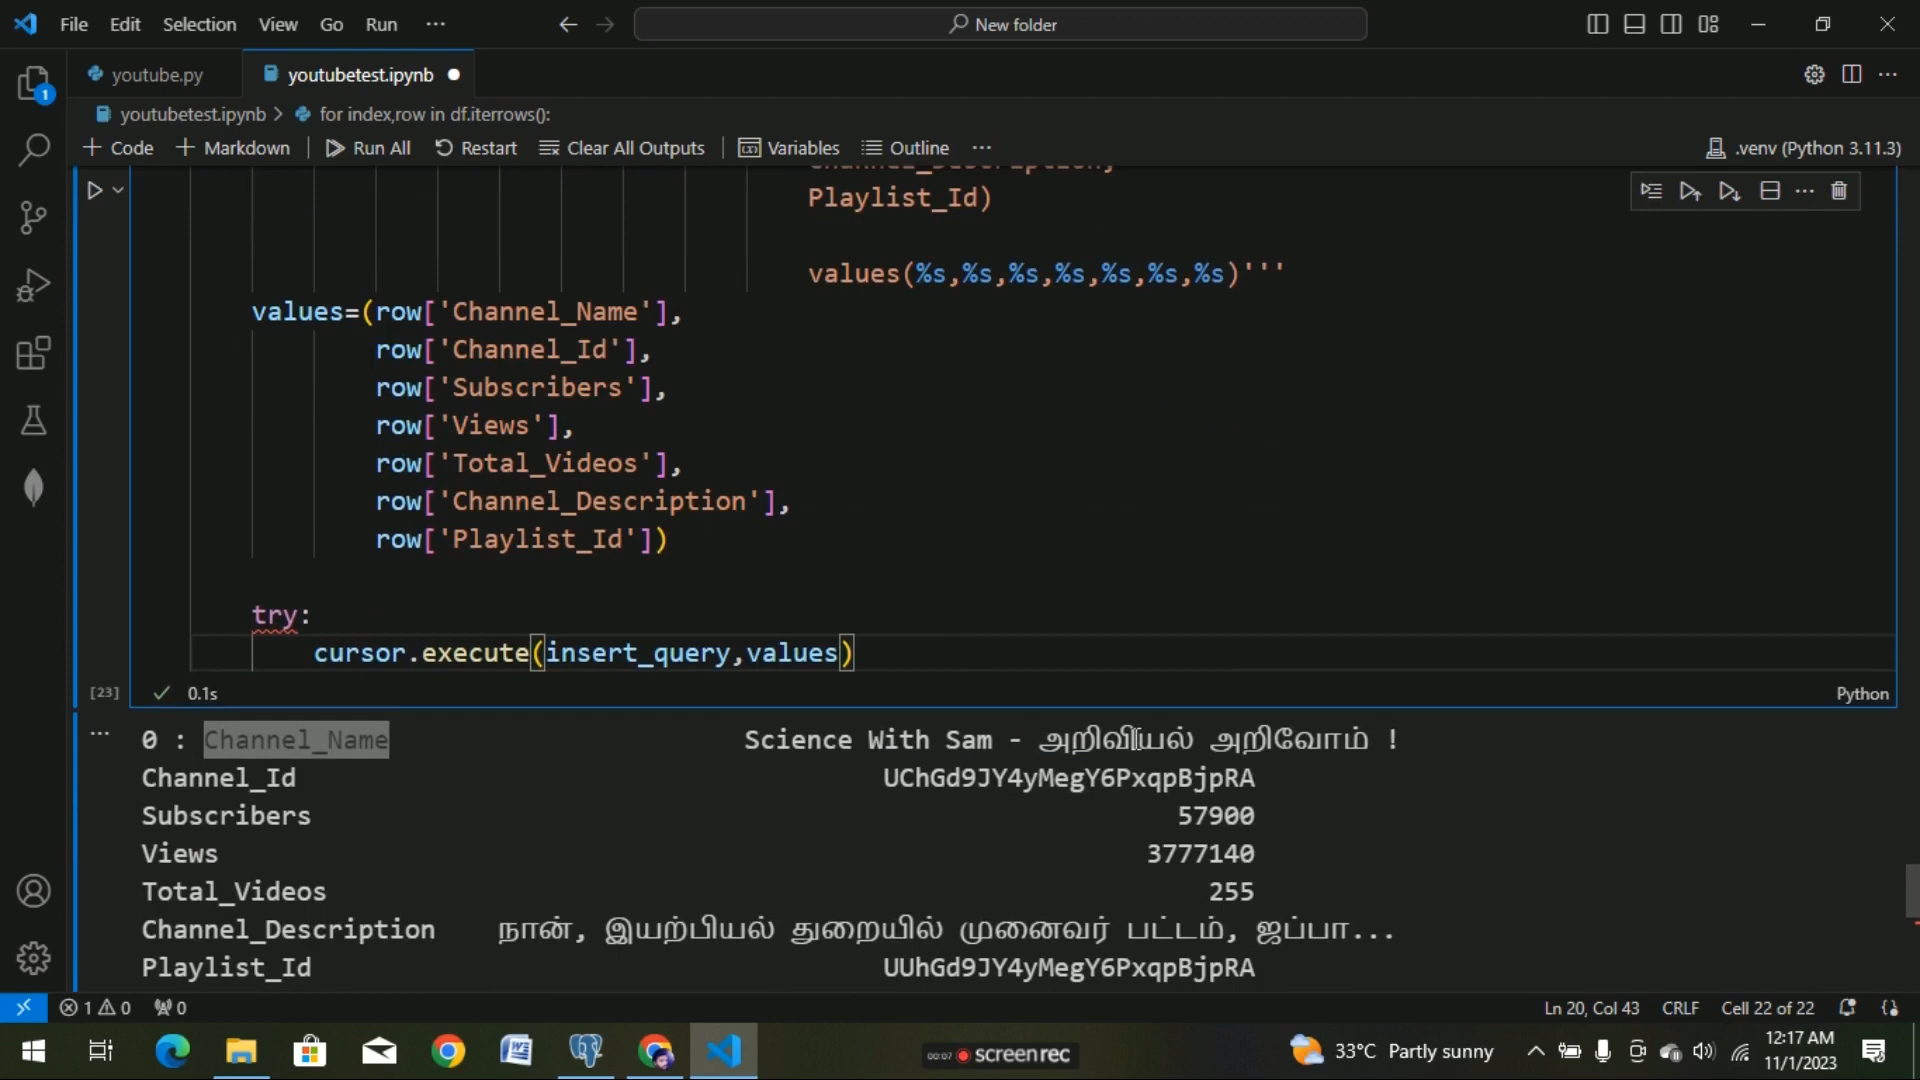 File Edit Selection View Go Run ...
New folder
youtube.py
youtubetest.ipynb
youtubetest.ipynb > for index,row in df.iterrows():
+ Code + Markdown Run All Restart Clear All Outputs Variables Outline ... .venv (Python 3.11.3)
Playlist_Id)
values(%s,%s,%s,%s,%s,%s,%s)'''
values=(row['Channel_Name'],
row['Channel_Id'],
row['Subscribers'],
row['Views'],
row['Total_Videos'],
row['Channel_Description'],
row['Playlist_Id'])
try:
cursor.execute(insert_query,values)
[23] ✓ 0.1s Python
0 : Channel_Name Science With Sam - அறிவியல் அறிவோம் !
Channel_Id UChGd9JY4yMegY6PxqpBjpRA
Subscribers 57900
Views 3777140
Total_Videos 255
Channel_Description நான், இயற்பியல் துறையில் முனைவர் பட்டம், ஜப்பா...
Playlist_Id UUhGd9JY4yMegY6PxqpBjpRA
1 0 0 Ln 20, Col 43 CRLF Cell 22 of 22
00:07 screenrec 33°C Partly sunny 12:17 AM
11/1/2023